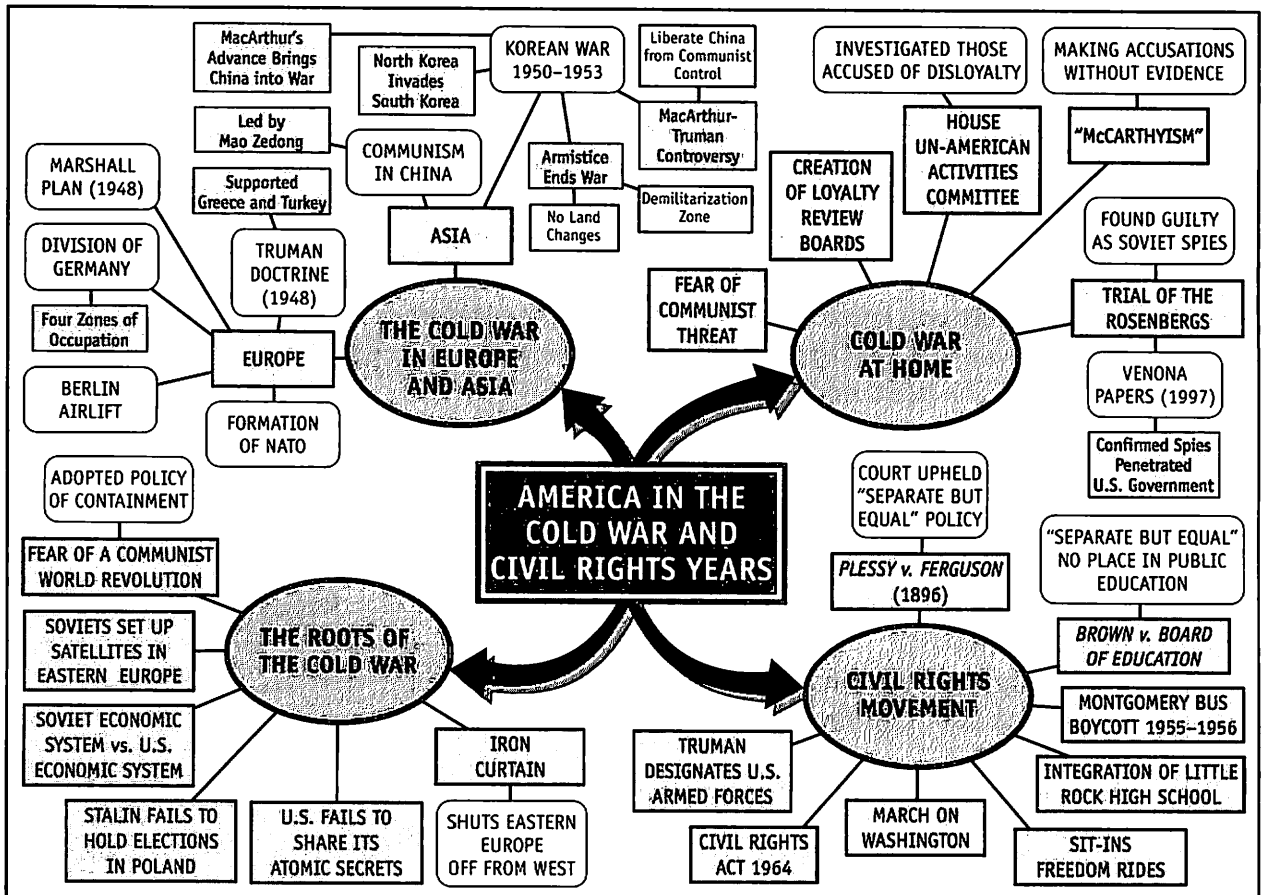 MacArthur's
Advance Brings
China into War
North Korea
Invades
South Korea
KOREAN WAR
1950–1953
Liberate China
from Communist
Control
MacArthur-
Truman
Controversy
Led by
Mao Zedong
COMMUNISM
IN CHINA
Armistice
Ends War
Demilitarization
Zone
No Land
Changes
ASIA
MARSHALL
PLAN (1948)
Supported
Greece and Turkey
DIVISION OF
GERMANY
TRUMAN
DOCTRINE
(1948)
Four Zones of
Occupation
EUROPE
BERLIN
AIRLIFT
FORMATION
OF NATO
THE COLD WAR
IN EUROPE
AND ASIA
INVESTIGATED THOSE
ACCUSED OF DISLOYALTY
MAKING ACCUSATIONS
WITHOUT EVIDENCE
HOUSE
UN-AMERICAN
ACTIVITIES
COMMITTEE
"McCARTHYISM"
CREATION
OF LOYALTY
REVIEW
BOARDS
FOUND GUILTY
AS SOVIET SPIES
FEAR OF
COMMUNIST
THREAT
TRIAL OF THE
ROSENBERGS
COLD WAR
AT HOME
VENONA
PAPERS (1997)
Confirmed Spies
Penetrated
U.S. Government
AMERICA IN THE
COLD WAR AND
CIVIL RIGHTS YEARS
ADOPTED POLICY
OF CONTAINMENT
FEAR OF A COMMUNIST
WORLD REVOLUTION
SOVIETS SET UP
SATELLITES IN
EASTERN EUROPE
THE ROOTS OF
THE COLD WAR
SOVIET ECONOMIC
SYSTEM vs. U.S.
ECONOMIC SYSTEM
IRON
CURTAIN
STALIN FAILS TO
HOLD ELECTIONS
IN POLAND
U.S. FAILS TO
SHARE ITS
ATOMIC SECRETS
SHUTS EASTERN
EUROPE
OFF FROM WEST
COURT UPHELD
"SEPARATE BUT
EQUAL" POLICY
PLESSY v. FERGUSON
(1896)
"SEPARATE BUT EQUAL"
NO PLACE IN PUBLIC
EDUCATION
BROWN v. BOARD
OF EDUCATION
CIVIL RIGHTS
MOVEMENT
MONTGOMERY BUS
BOYCOTT 1955–1956
TRUMAN
DESIGNATES U.S.
ARMED FORCES
INTEGRATION OF LITTLE
ROCK HIGH SCHOOL
CIVIL RIGHTS
ACT 1964
MARCH ON
WASHINGTON
SIT-INS
FREEDOM RIDES